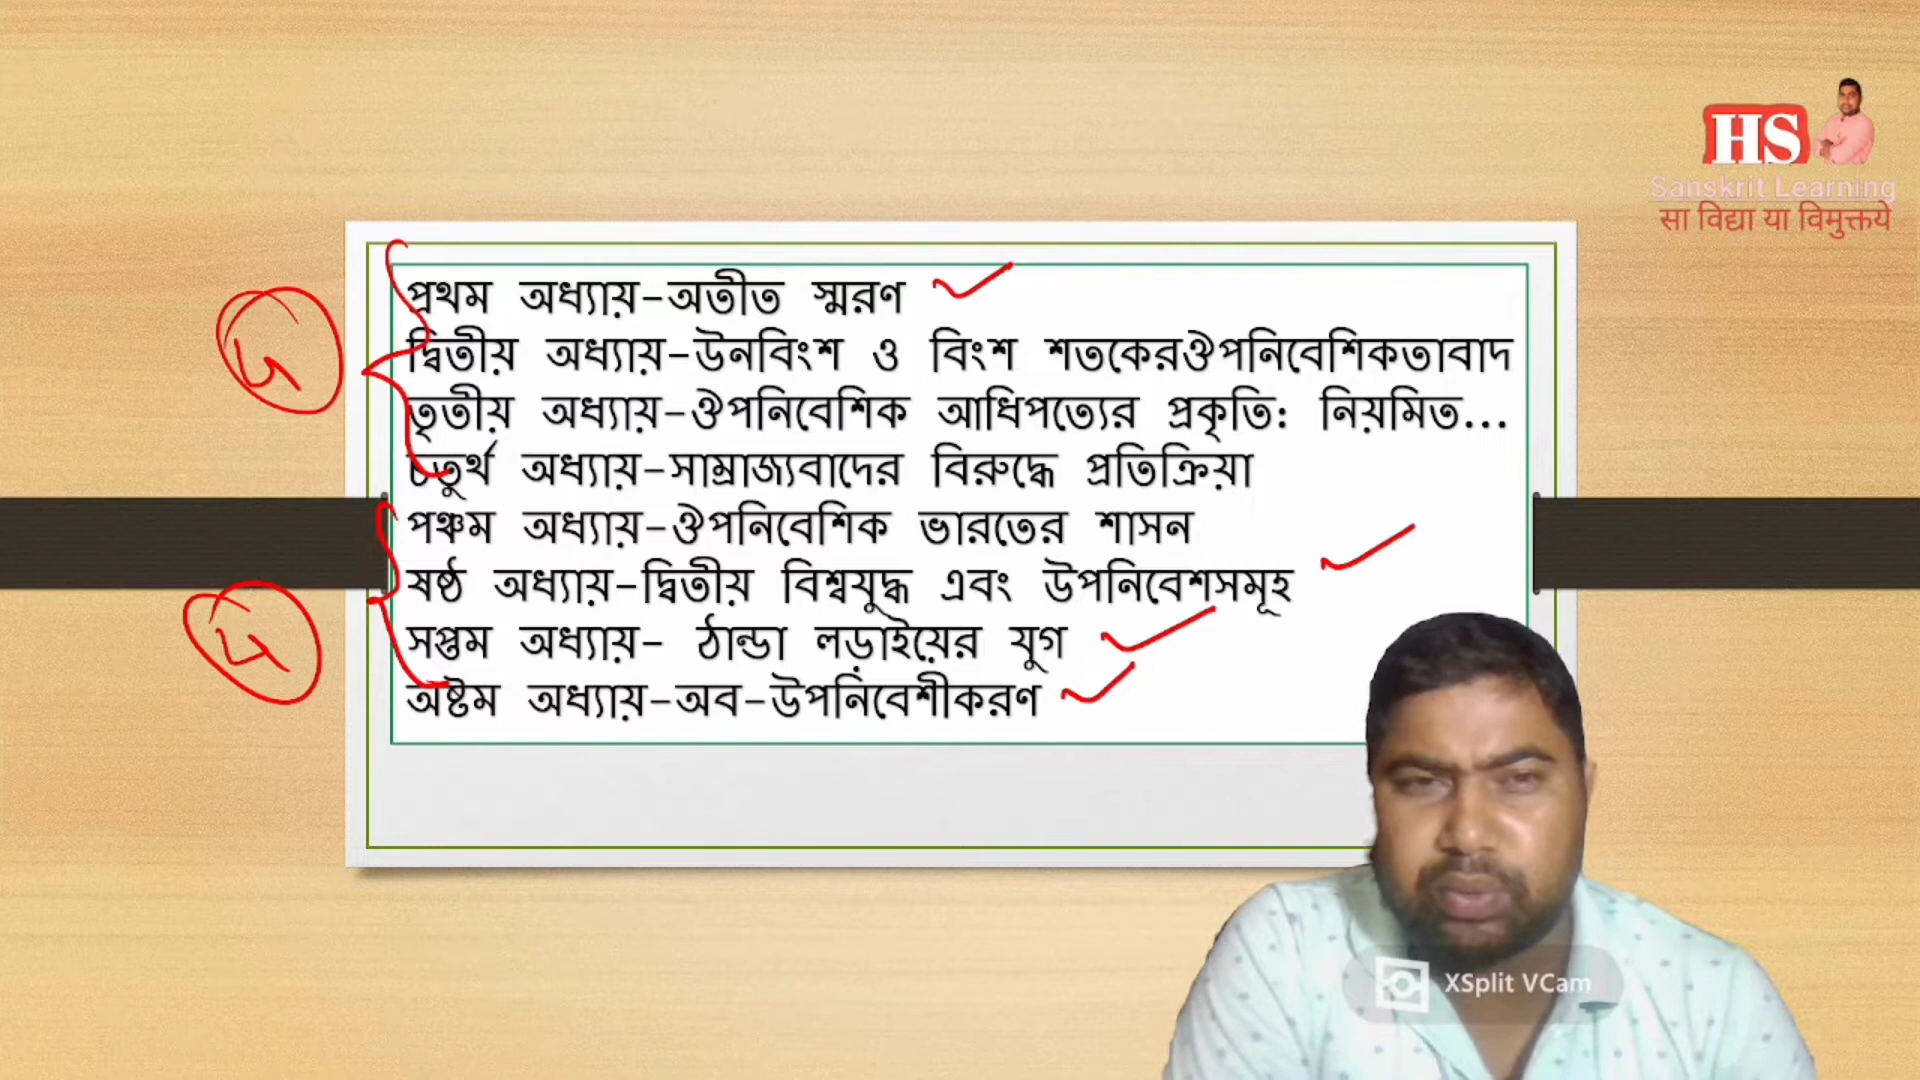 HS
Sanskrit Learning
सा विद्या या विमुक्तये
প্রথম অধ্যায়-অতীত স্মরণ
দ্বিতীয় অধ্যায়-উনবিংশ ও বিংশ শতকেরঔপনিবেশিকতাবাদ
তৃতীয় অধ্যায়-ঔপনিবেশিক আধিপত্যের প্রকৃতি: নিয়মিত...
চতুর্থ অধ্যায়-সাম্রাজ্যবাদের বিরুদ্ধে প্রতিক্রিয়া
পঞ্চম অধ্যায়-ঔপনিবেশিক ভারতের শাসন
ষষ্ঠ অধ্যায়-দ্বিতীয় বিশ্বযুদ্ধ এবং উপনিবেশসমূহ
সপ্তম অধ্যায়- ঠান্ডা লড়াইয়ের যুগ
অষ্টম অধ্যায়-অব-উপনিবেশীকরণ
XSplit VCam